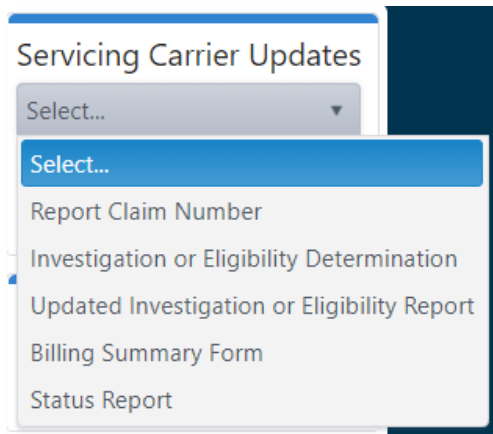 Servicing Carrier Updates
Select...
Select...
Report Claim Number
Investigation or Eligibility Determination
Updated Investigation or Eligibility Report
Billing Summary Form
Status Report